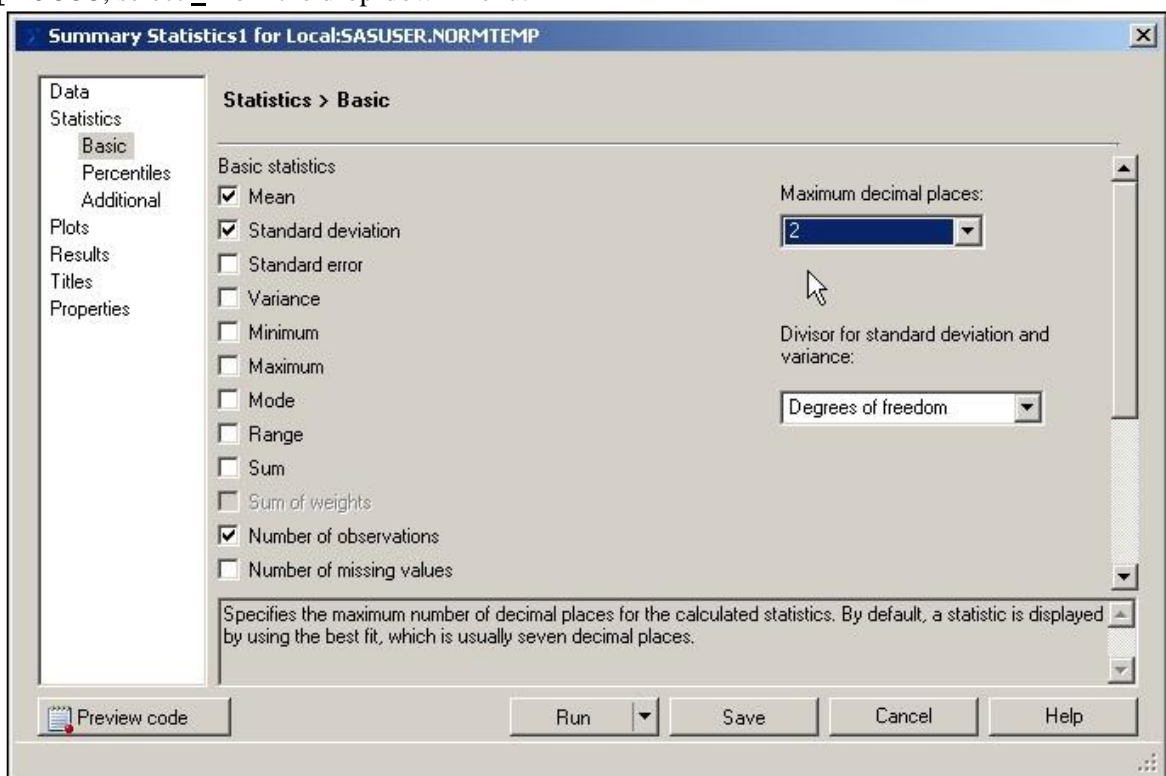 Summary Statistics1 for Local:SASUSER.NORMTEMP
Data
Statistics
Basic
Percentiles
Additional
Plots
Results
Titles
Properties
Statistics > Basic
Basic statistics
Mean
Standard deviation
Standard error
Variance
Minimum
Maximum
Mode
Range
Sum
Sum of weights
Number of observations
Number of missing values
Maximum decimal places:
2
Divisor for standard deviation and
variance:
Degrees of freedom
Specifies the maximum number of decimal places for the calculated statistics. By default, a statistic is displayed
by using the best fit, which is usually seven decimal places.
Preview code
Run
Save
Cancel
Help